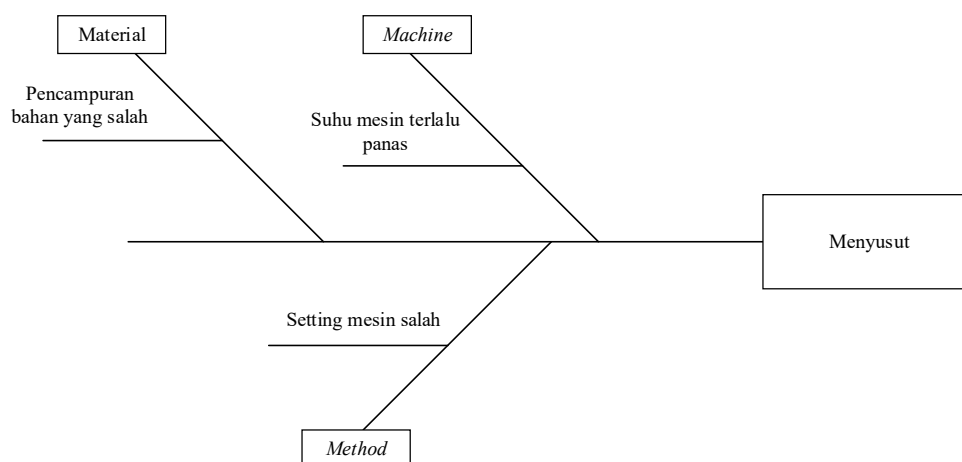 Material
Machine
Pencampuran
bahan yang salah
Suhu mesin terlalu
panas
Menyusut
Setting mesin salah
Method